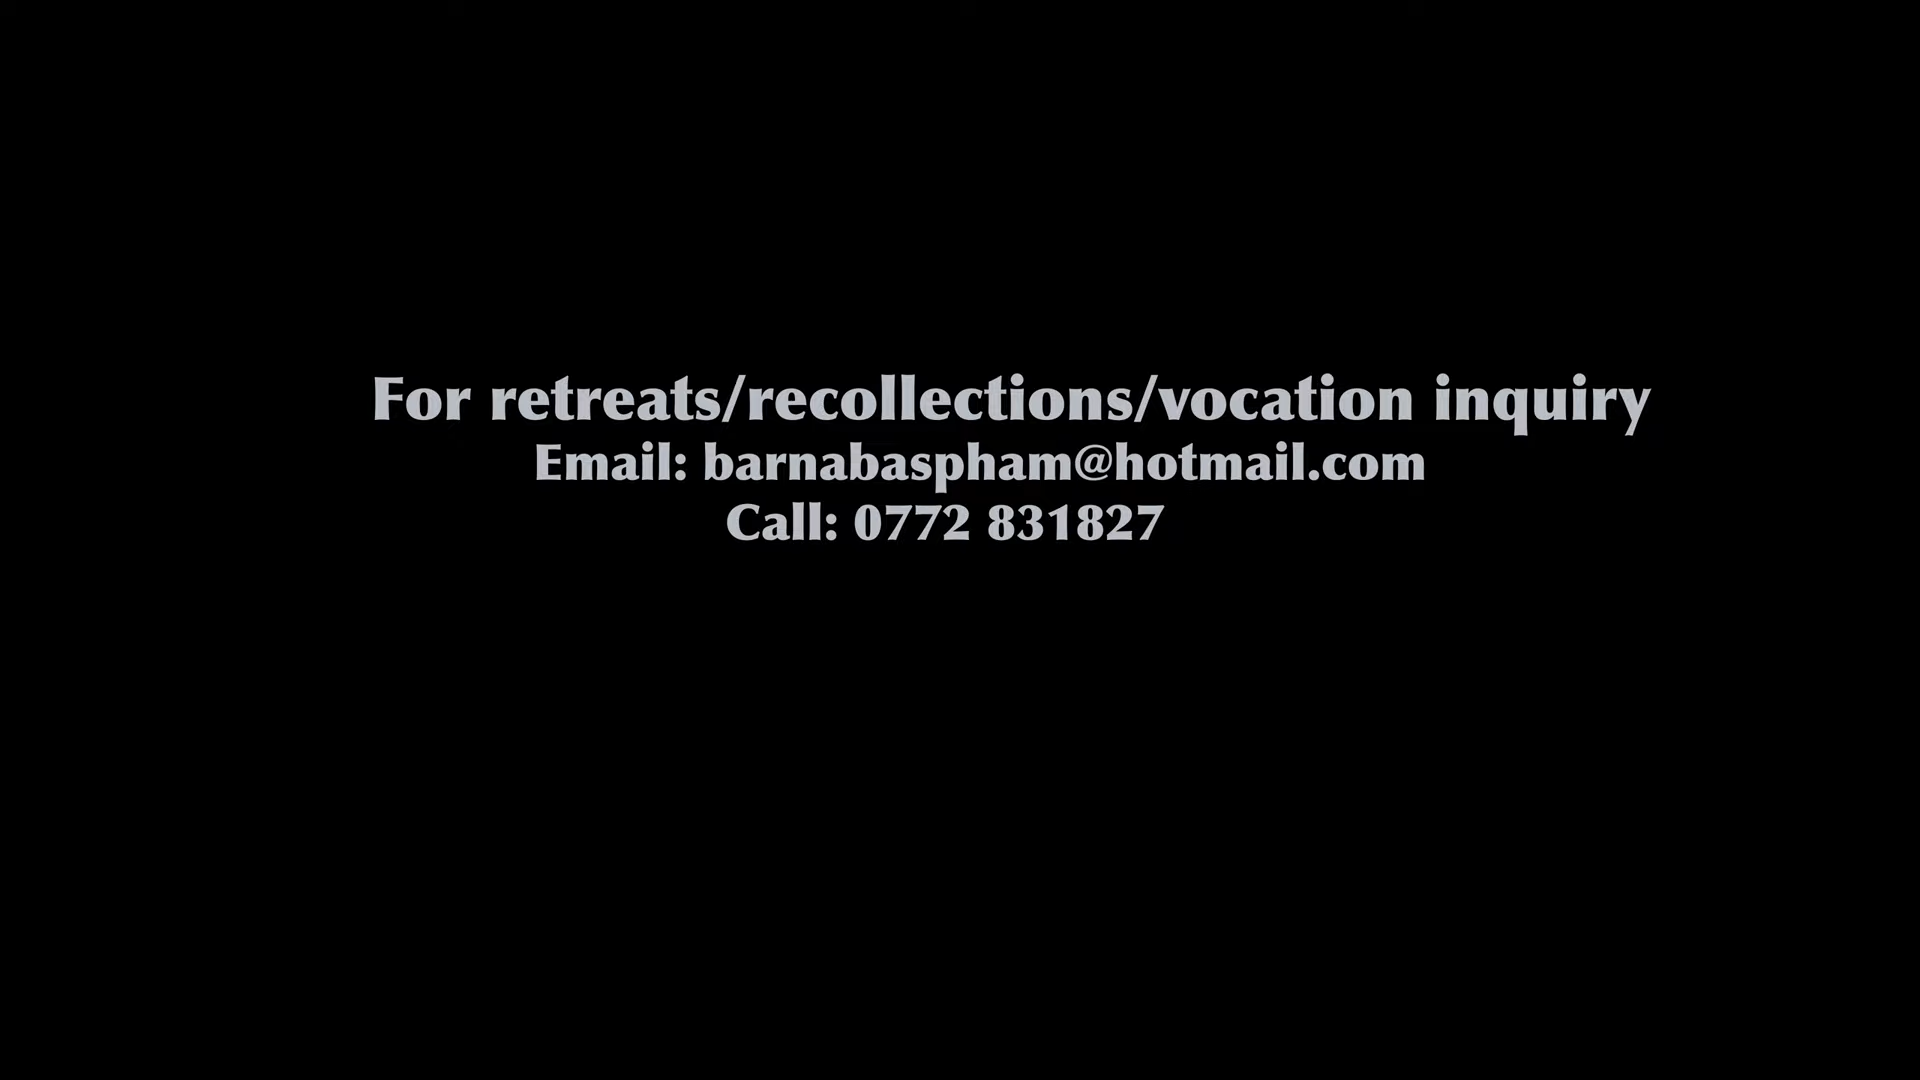 For retreats/recollections/vocation inquiry
Email: barnabaspham@hotmail.com
Call: 0772 831827